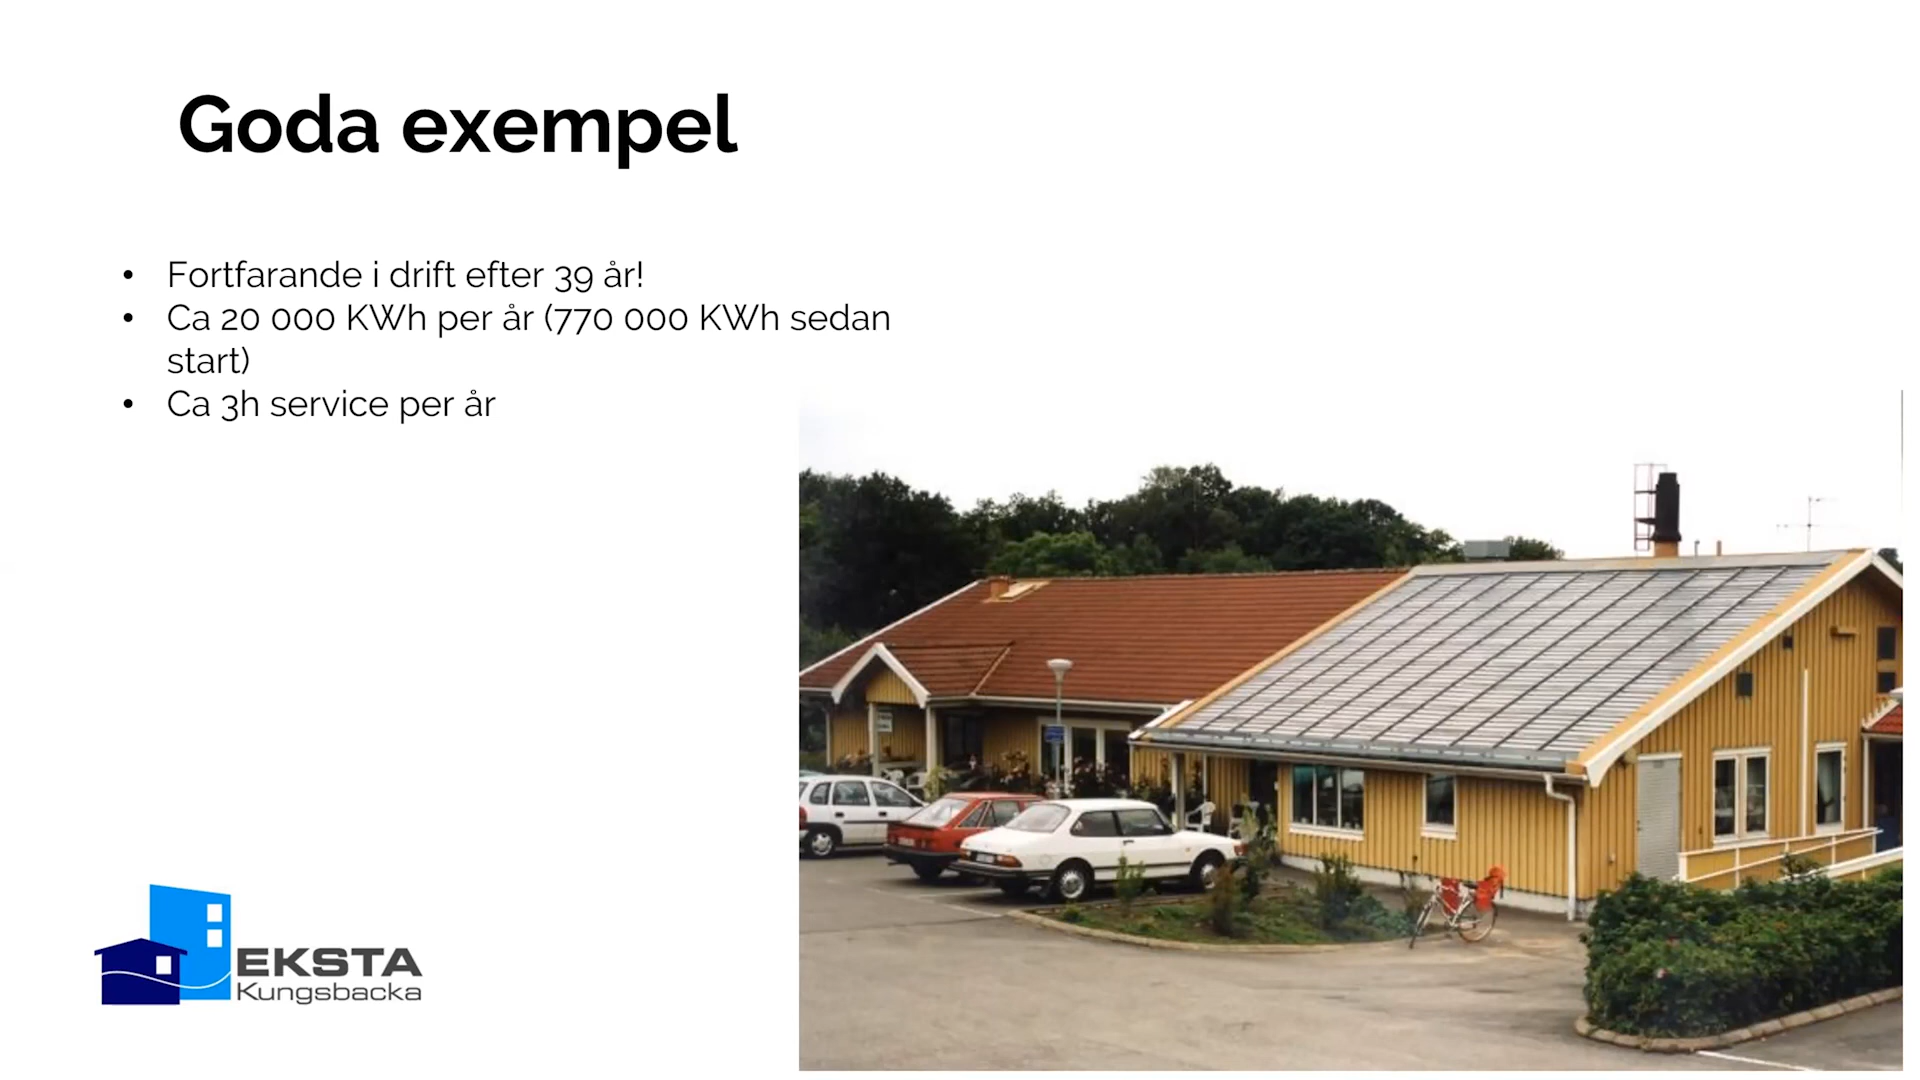 Goda exempel
• Fortfarande i drift efter 39 år!
• Ca 20 000 KWh per år (770 000 KWh sedan
start)
• Ca 3h service per år
EKSTA
Kungsbacka